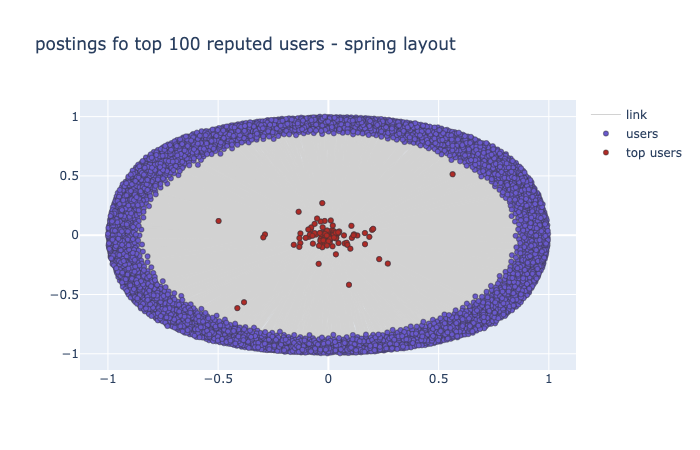 postings fo top 100 reputed users - spring layout
link
users
top users
1
0.5
0
−0.5
−1
−1
−0.5
0
0.5
1